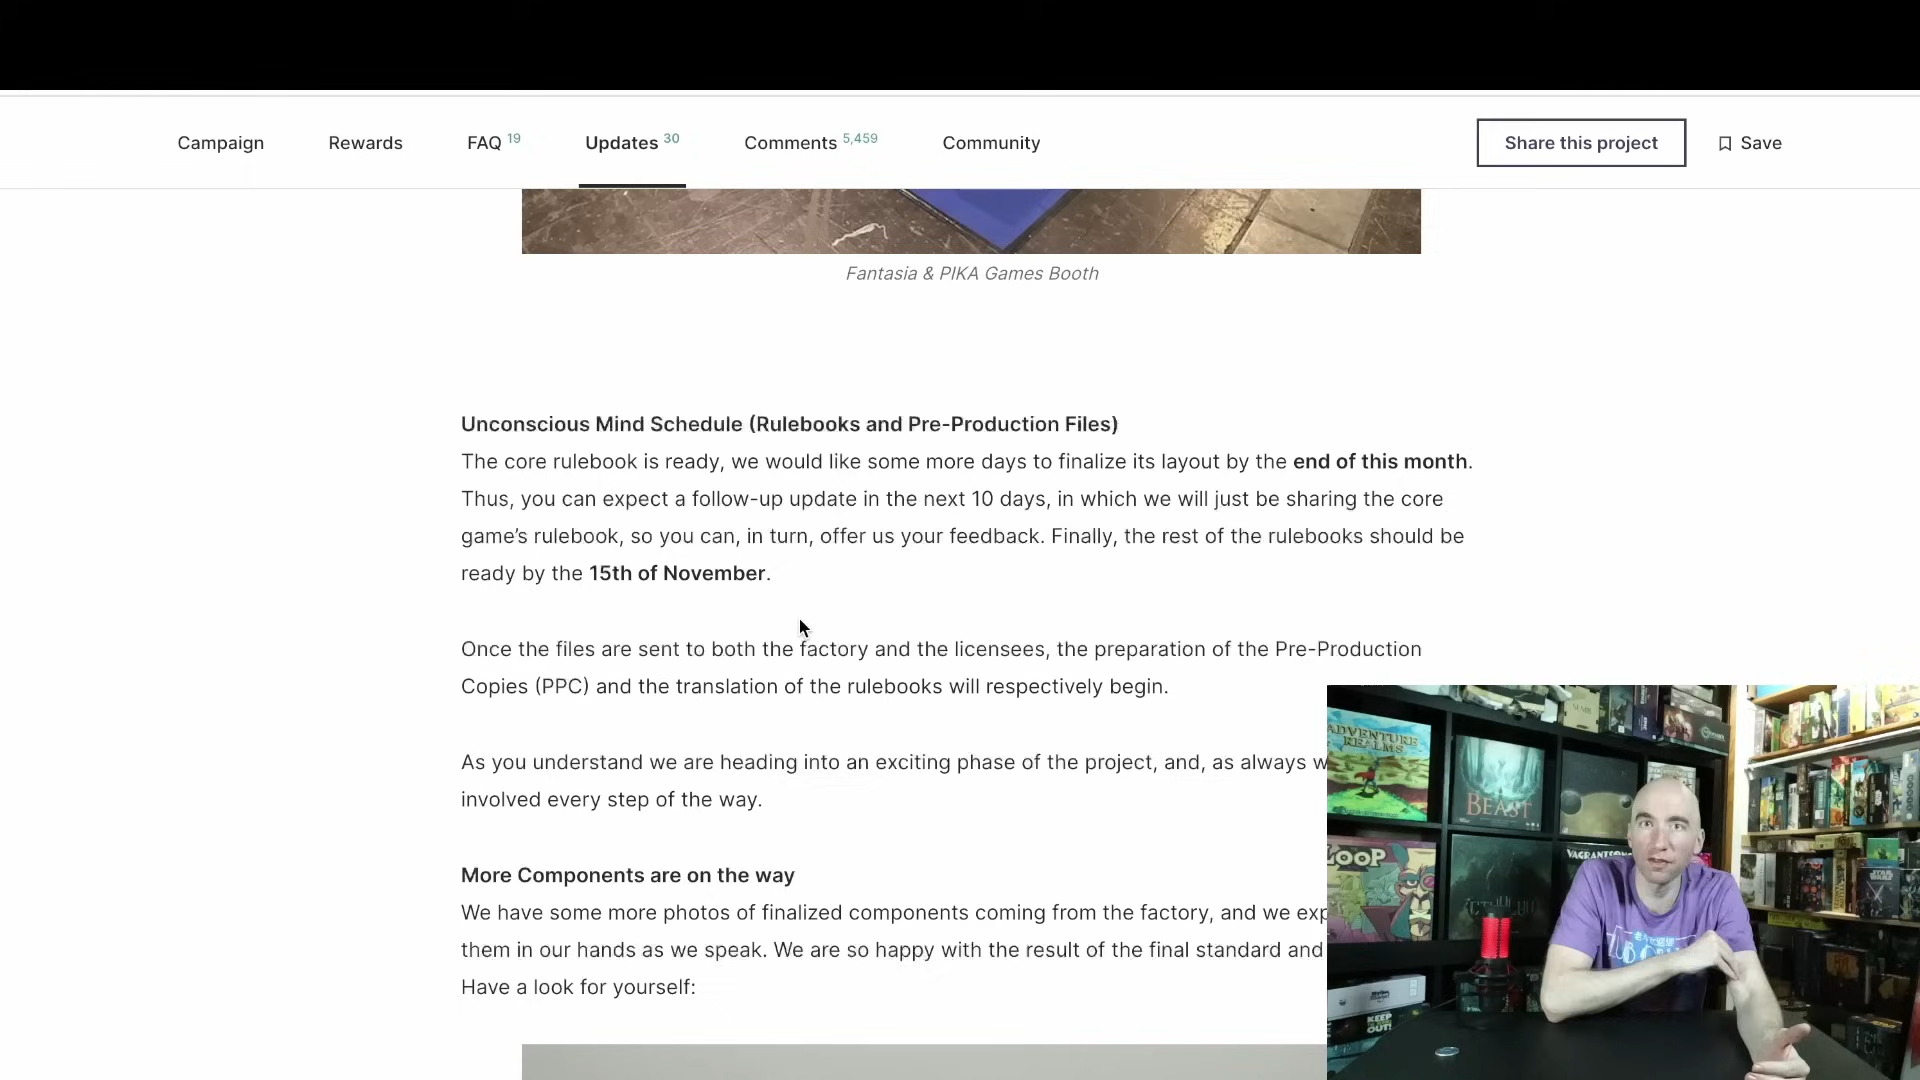 Campaign
Rewards
FAQ 19
Updates 30
Comments 5,459
Community
Share this project
Save
Fantasia & PIKA Games Booth
Unconscious Mind Schedule (Rulebooks and Pre-Production Files)
The core rulebook is ready, we would like some more days to finalize its layout by the end of this month.
Thus, you can expect a follow-up update in the next 10 days, in which we will just be sharing the core
game’s rulebook, so you can, in turn, offer us your feedback. Finally, the rest of the rulebooks should be
ready by the 15th of November.
Once the files are sent to both the factory and the licensees, the preparation of the Pre-Production
Copies (PPC) and the translation of the rulebooks will respectively begin.
As you understand we are heading into an exciting phase of the project, and, as always w
involved every step of the way.
More Components are on the way
We have some more photos of finalized components coming from the factory, and we exp
them in our hands as we speak. We are so happy with the result of the final standard and
Have a look for yourself:
ADVENTURE
REALMS
BEAST
LOOP
STAR
WARS
KEEP
OUT!